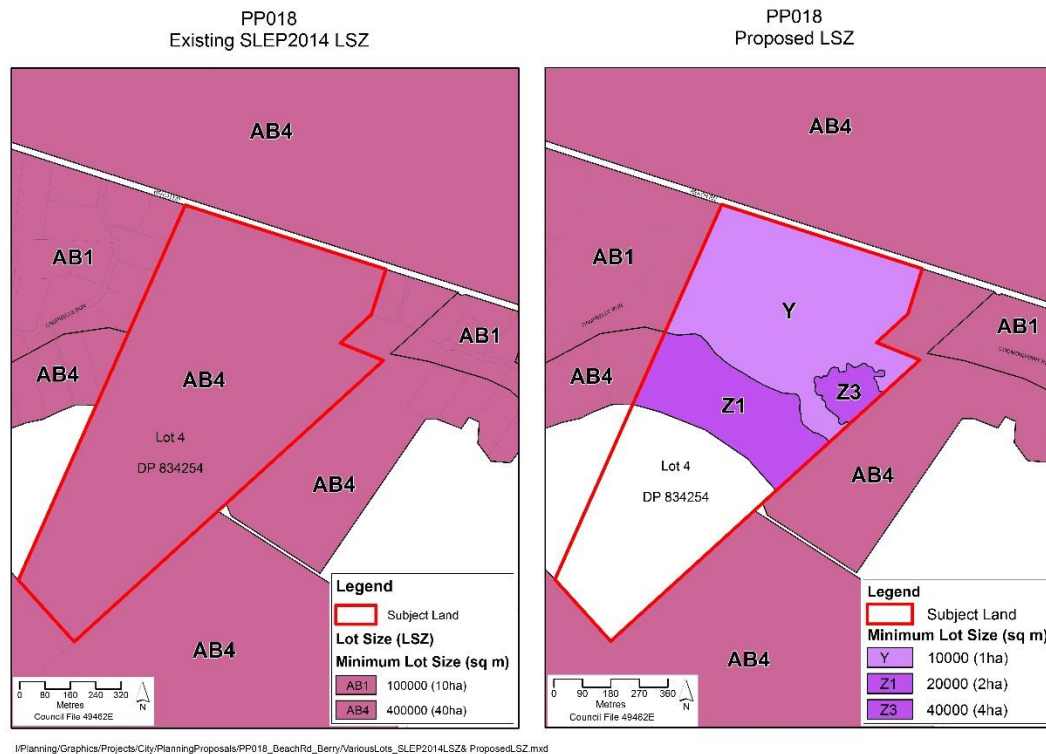 PP018
Existing SLEP2014 LSZ
AB4
AB1
CAMPBELLS RUN
AB4
AB4
AB1
Lot 4
DP 834254
AB4
AB4
Legend
Subject Land
Lot Size (LSZ)
Minimum Lot Size (sq m)
AB1 100000 (10ha)
AB4 400000 (40ha)
0 80 160 240 320
Metres
Council File 49462E
N
PP018
Proposed LSZ
AB4
AB1
CAMPBELLS RUN
Y
AB1
AB4
Z1
Z3
Lot 4
DP 834254
AB4
AB4
Legend
Subject Land
Minimum Lot Size (sq m)
Y 10000 (1ha)
Z1 20000 (2ha)
Z3 40000 (4ha)
0 90 180 270 360
Metres
Council File 49462E
N
I/Planning/Graphics/Projects/City/PlanningProposals/PP018_BeachRd_Berry/VariousLots_SLEP2014LSZ& ProposedLSZ.mxd